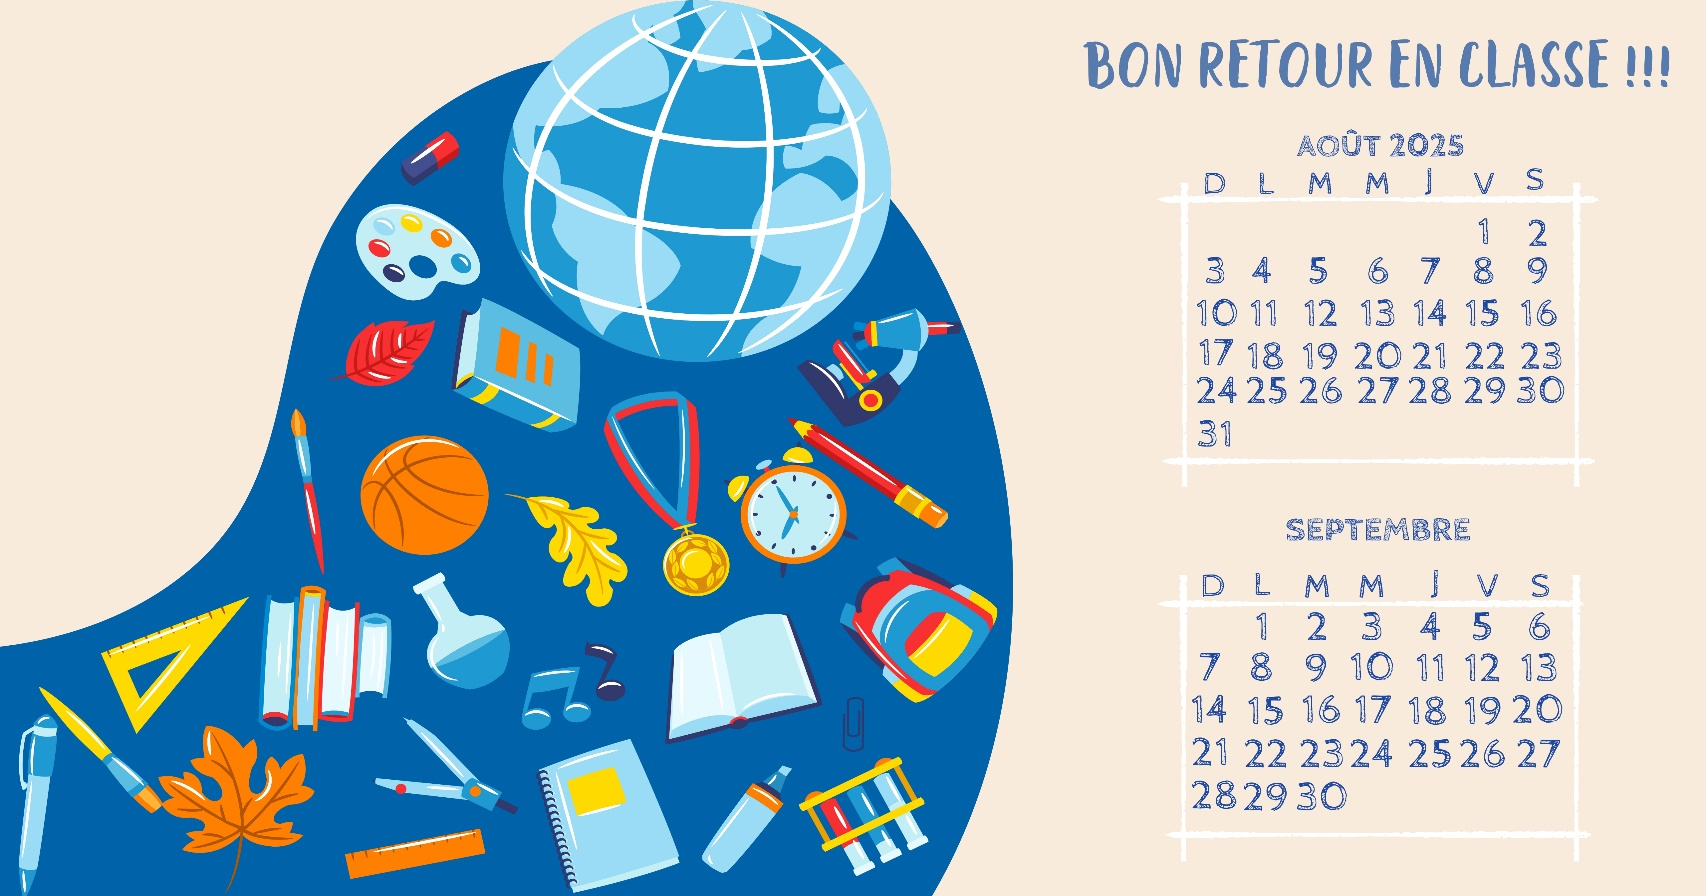 BON RETOUR EN CLASSE !!!
AOÛT 2025
D L M M J V S
1 2
3 4 5 6 7 8 9
10 11 12 13 14 15 16
17 18 19 20 21 22 23
24 25 26 27 28 29 30
31
SEPTEMBRE
D L M M J V S
1 2 3 4 5 6
7 8 9 10 11 12 13
14 15 16 17 18 19 20
21 22 23 24 25 26 27
28 29 30